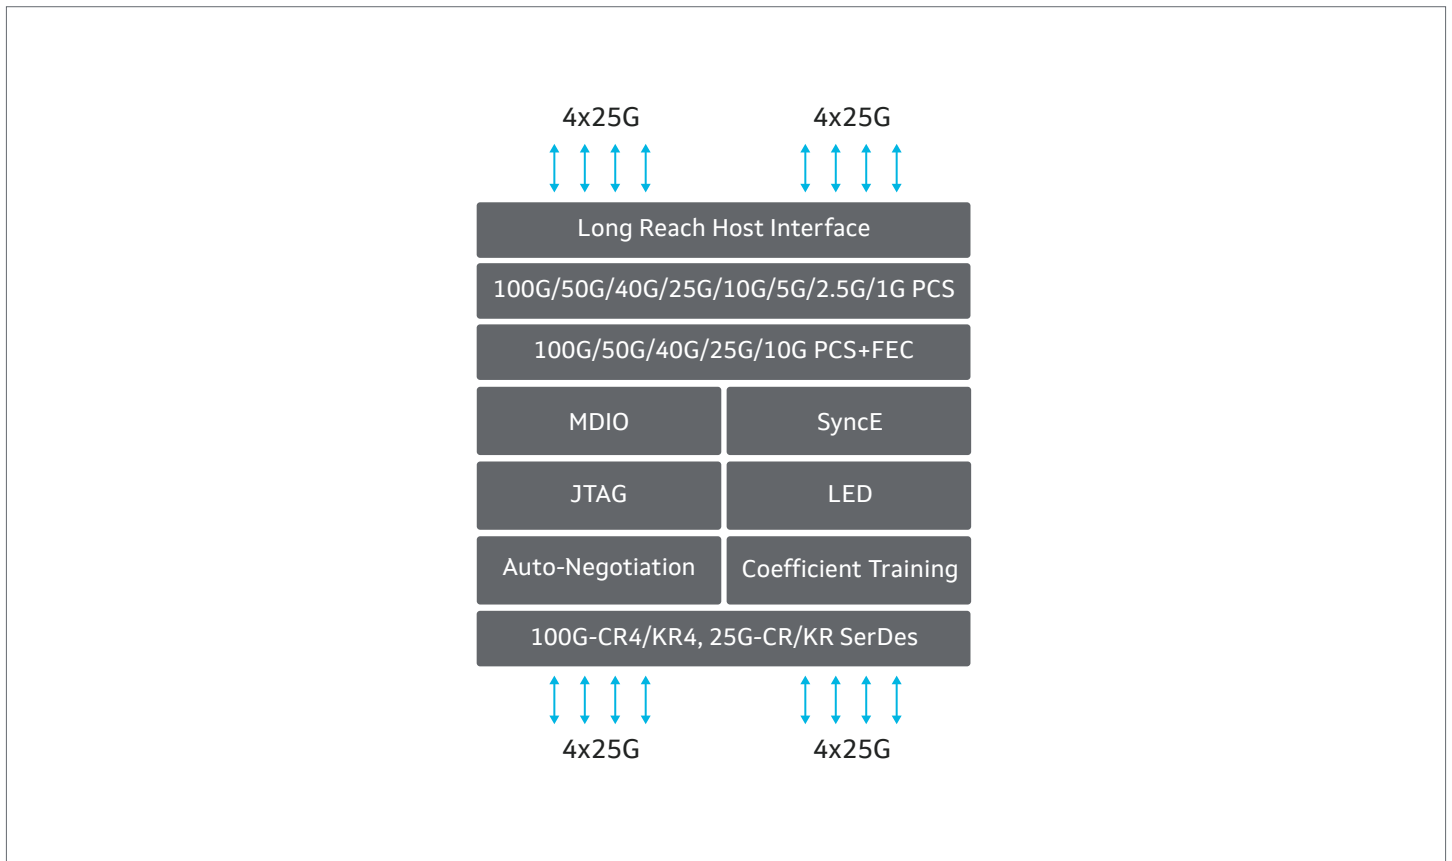 4x25G 4x25G
Long Reach Host Interface
100G/50G/40G/25G/10G/5G/2.5G/1G PCS
100G/50G/40G/25G/10G PCS+FEC
MDIO SyncE
JTAG LED
Auto-Negotiation Coefficient Training
100G-CR4/KR4, 25G-CR/KR SerDes
4x25G 4x25G